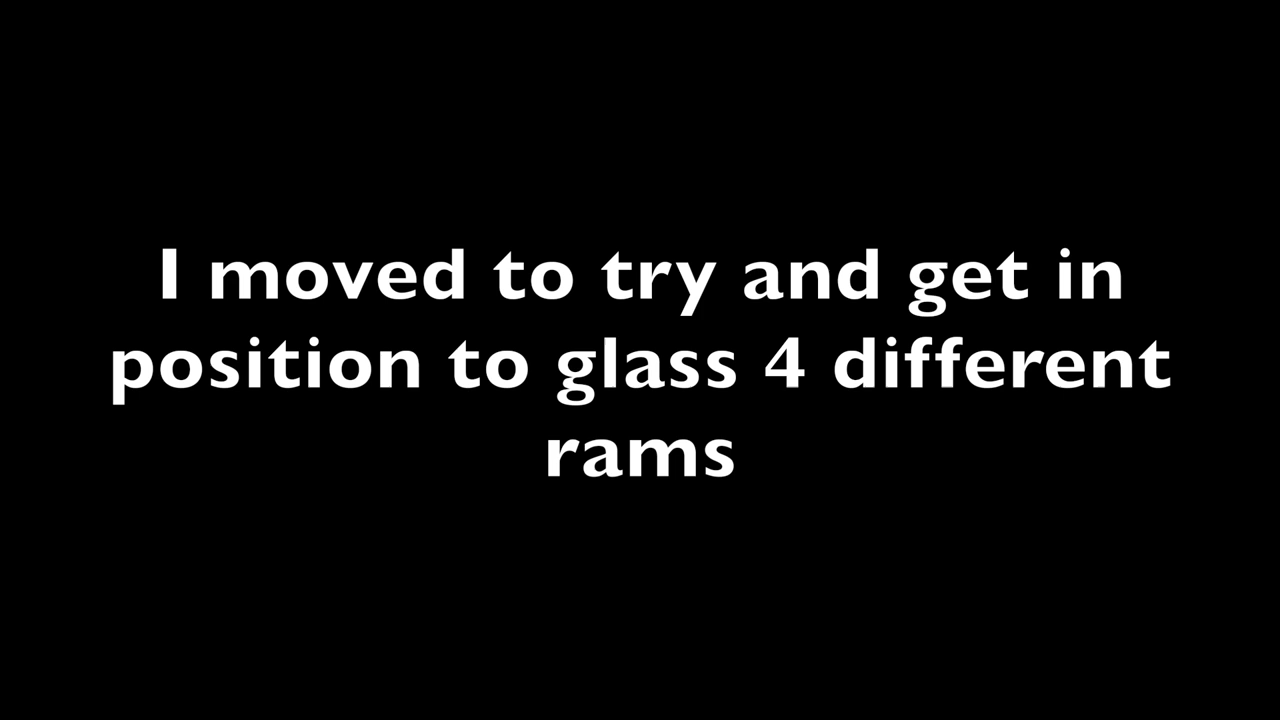 I moved to try and get in
position to glass 4 different
rams